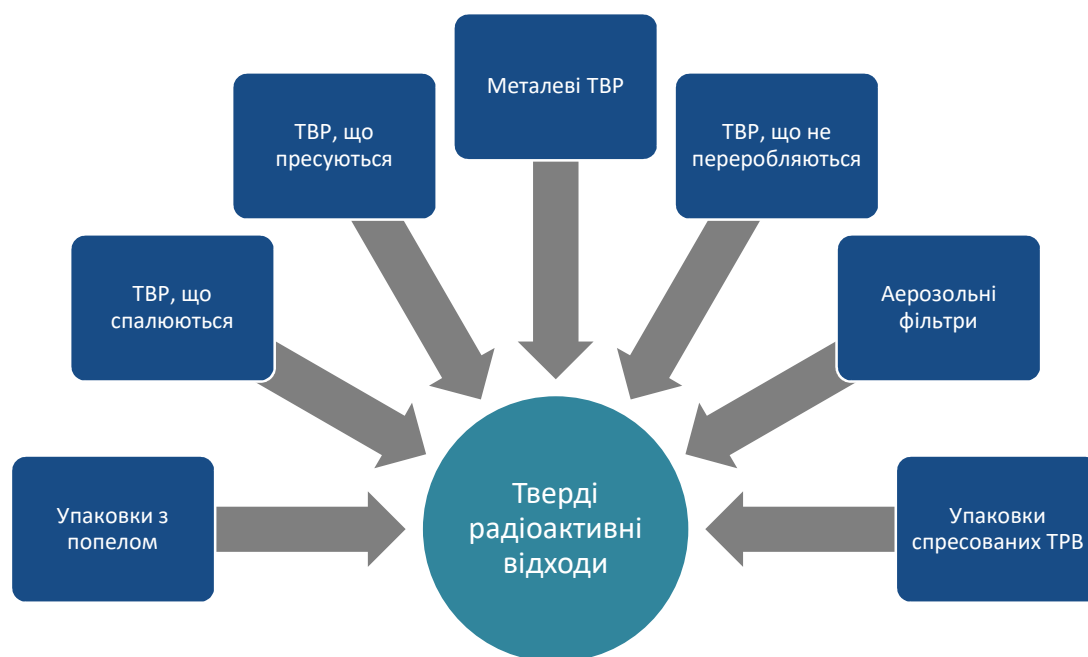 Металеві ТВР
ТВР, що
пресуються
ТВР, що не
переробляються
ТВР, що
спалюються
Аерозольні
фільтри
Упаковки з
попелом
Тверді
радіоактивні
відходи
Упаковки
спресованих ТРВ